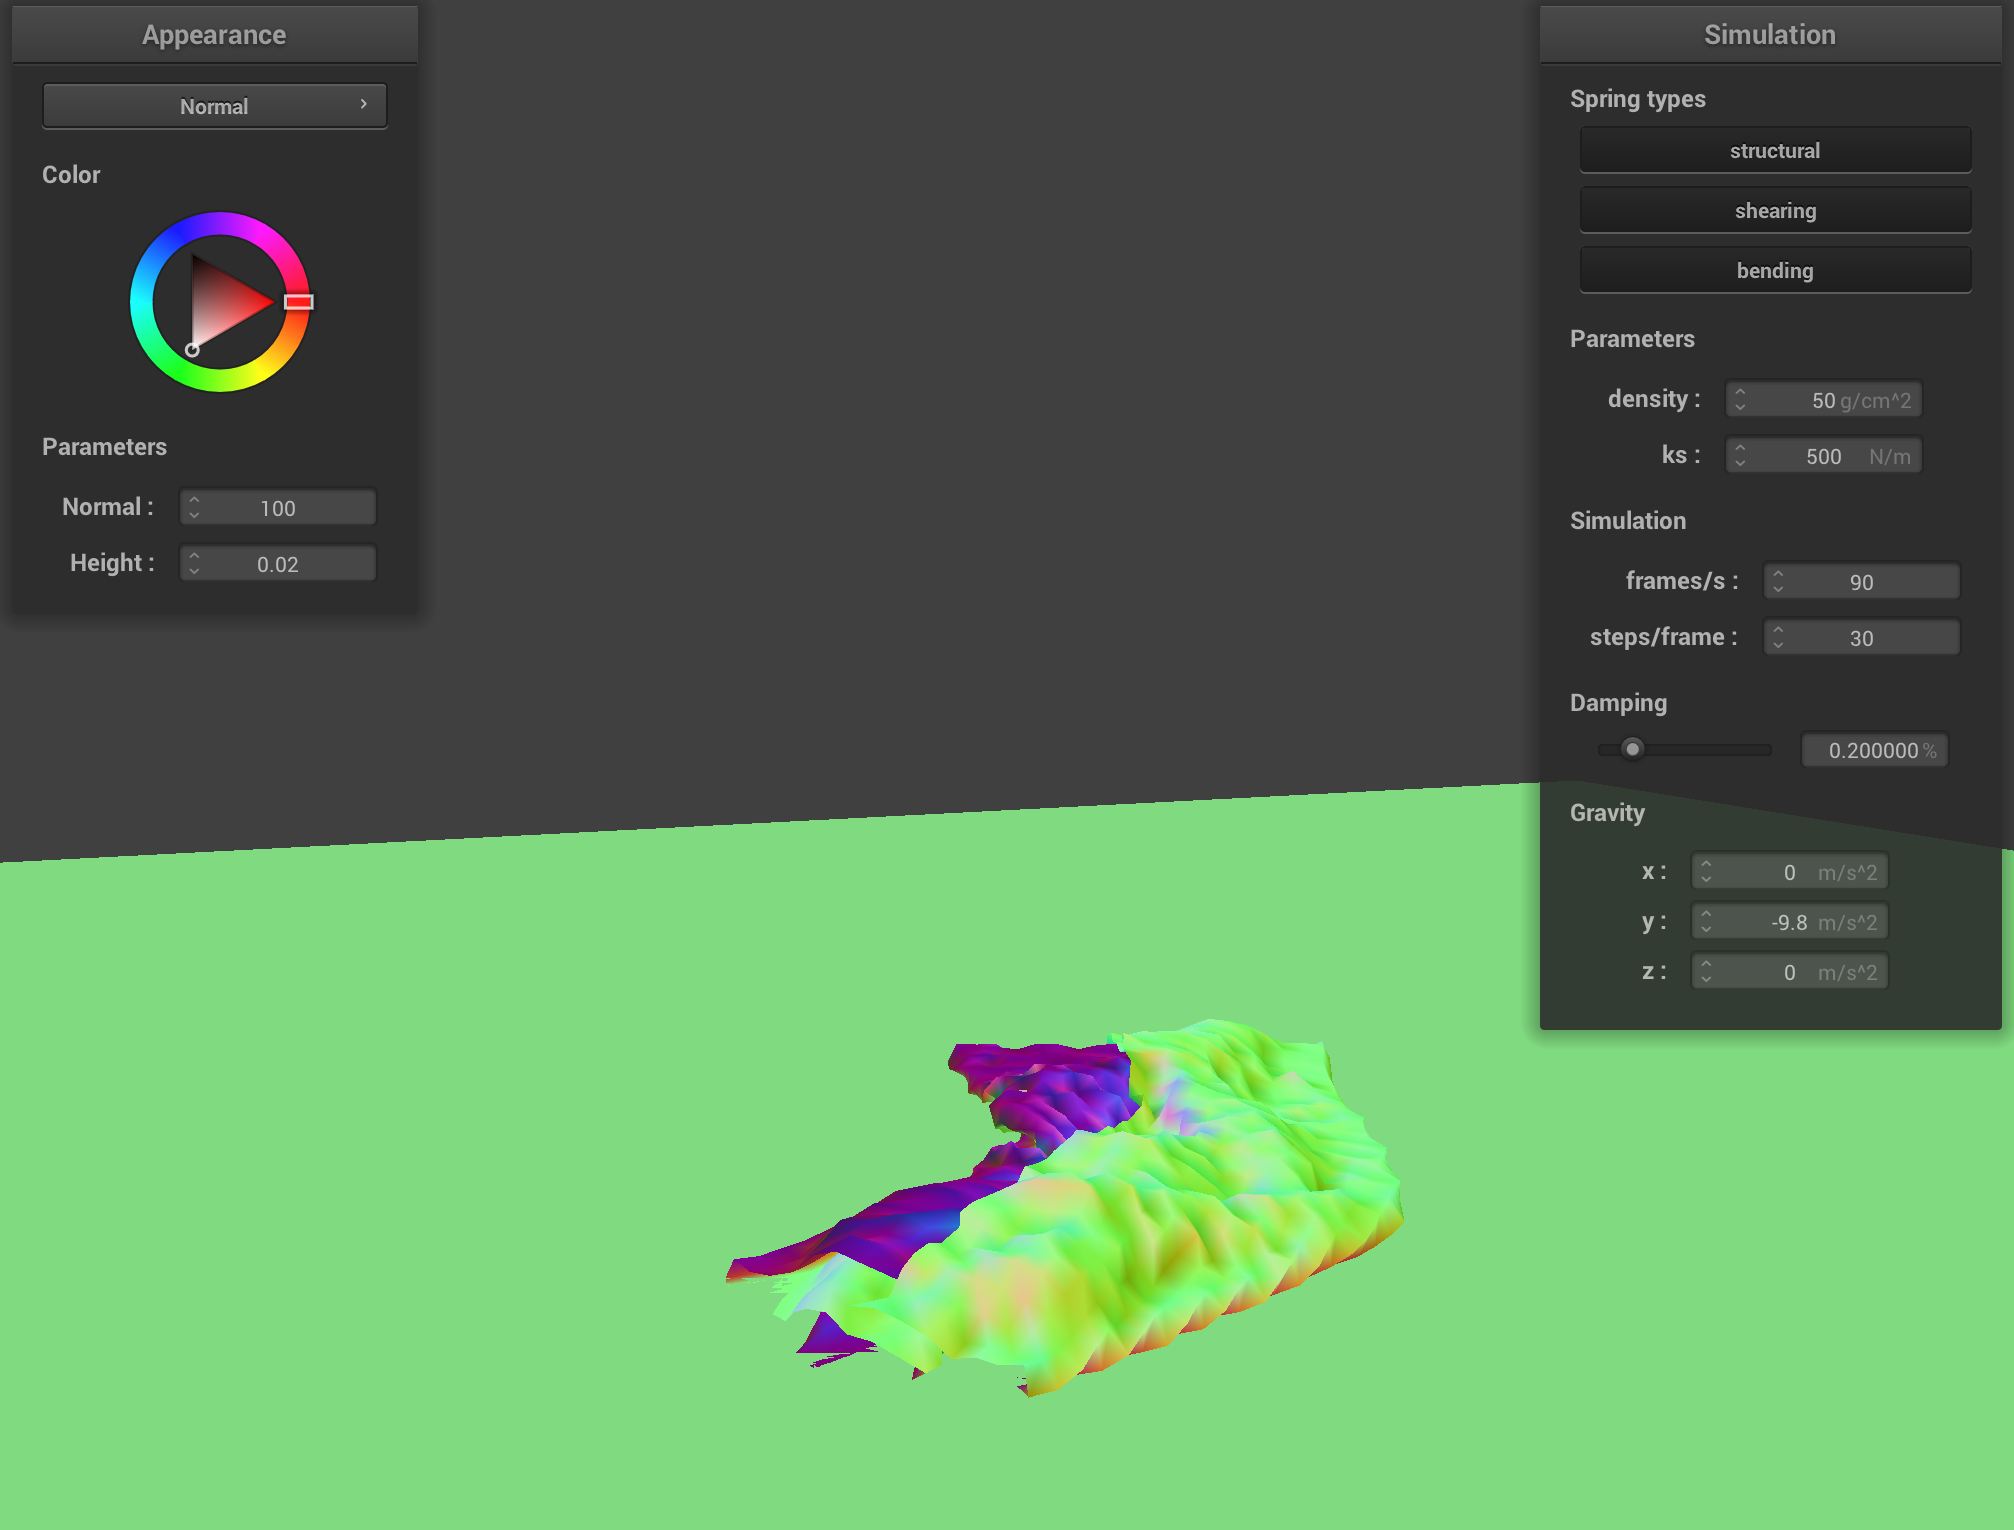 Appearance
Normal
Color
Parameters
Normal : 100
Height : 0.02
Simulation
Spring types
structural
shearing
bending
Parameters
density : 50 g/cm^2
ks : 500 N/m
Simulation
frames/s : 90
steps/frame : 30
Damping
0.200000 %
Gravity
x : 0 m/s^2
y : -9.8 m/s^2
z : 0 m/s^2